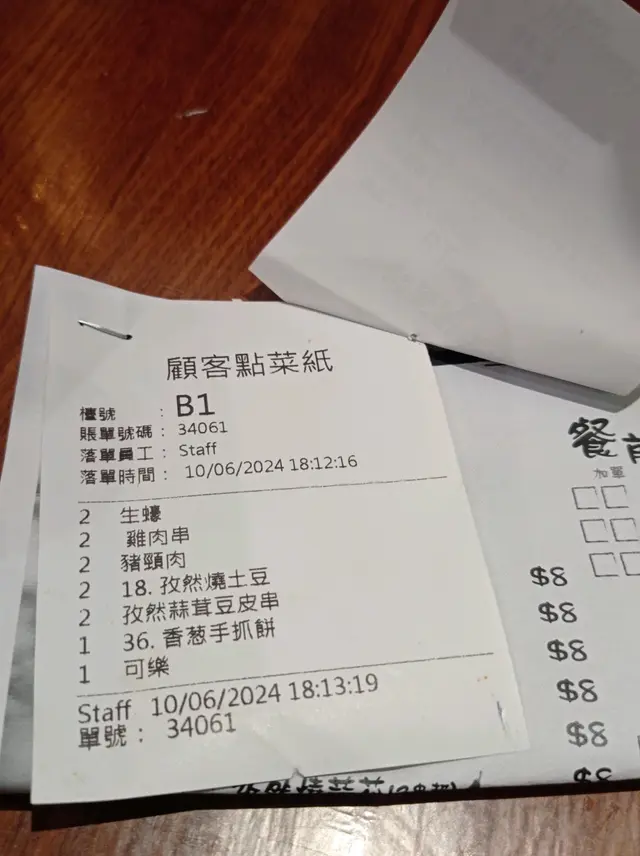 顧客點菜紙
檯號 : B1
賬單號碼 : 34061
落單員工 : Staff
落單時間 : 10/06/2024 18:12:16
2 生蠔
2 雞肉串
2 豬頸肉
2 18. 孜然燒土豆
2 孜然蒜茸豆皮串
1 36. 香葱手抓餅
1 可樂
Staff 10/06/2024 18:13:19
單號 : 34061
餐前
加單
$8
$8
$8
$8
$8
$8